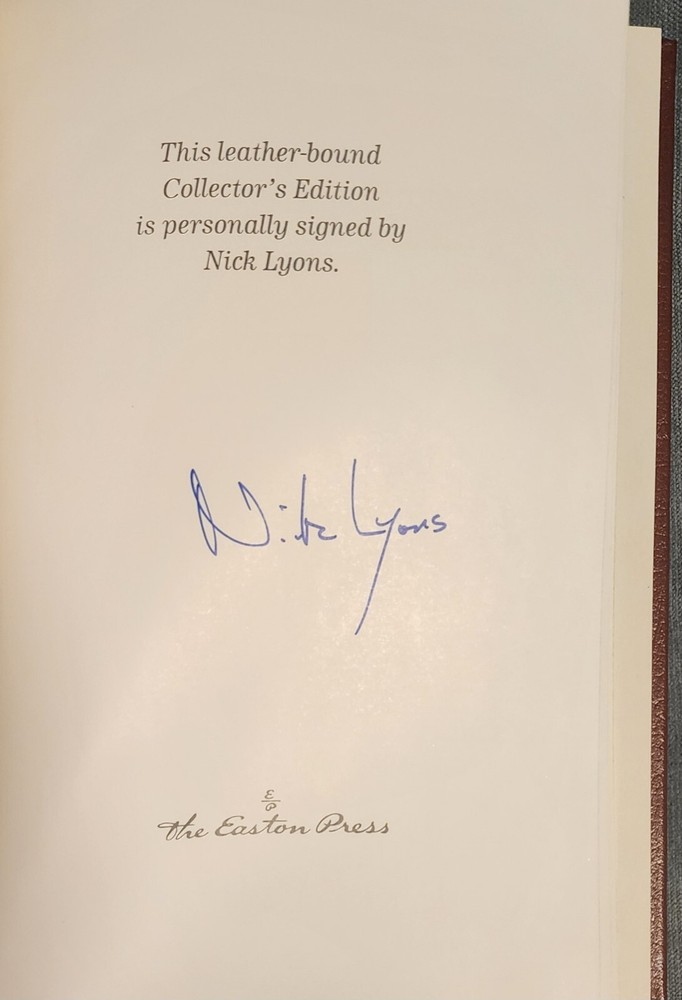 This leather-bound
Collector's Edition
is personally signed by
Nick Lyons.
Nick Lyons
E
P
the Easton Press